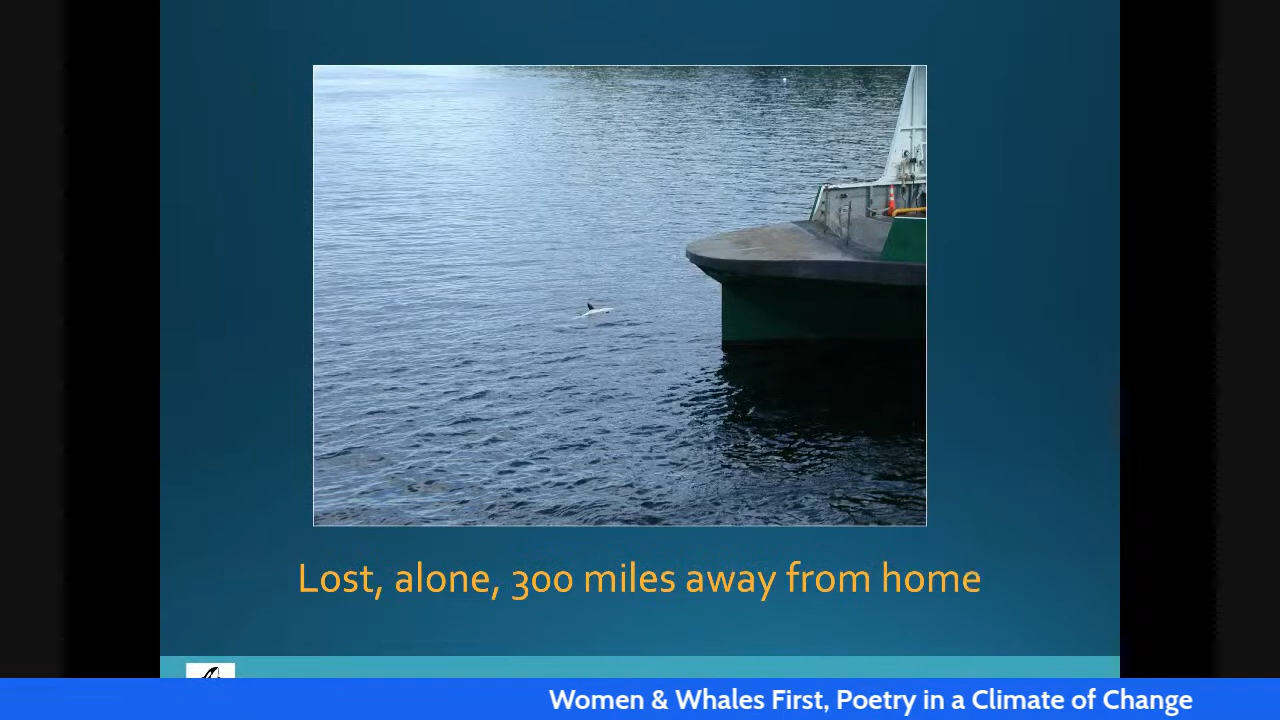 Lost, alone, 300 miles away from home
Women & Whales First, Poetry in a Climate of Change